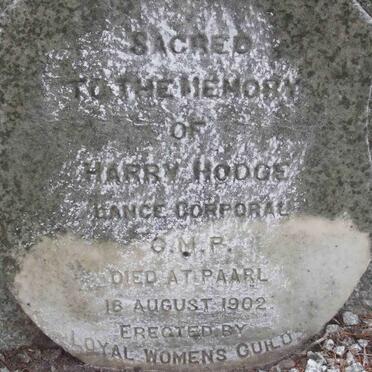 SACRED
TO THE MEMORY
OF
HARRY HODGE
LANCE CORPORAL
C.M.P.
DIED AT PAARL
16 AUGUST 1902
ERECTED BY
LOYAL WOMENS GUILD